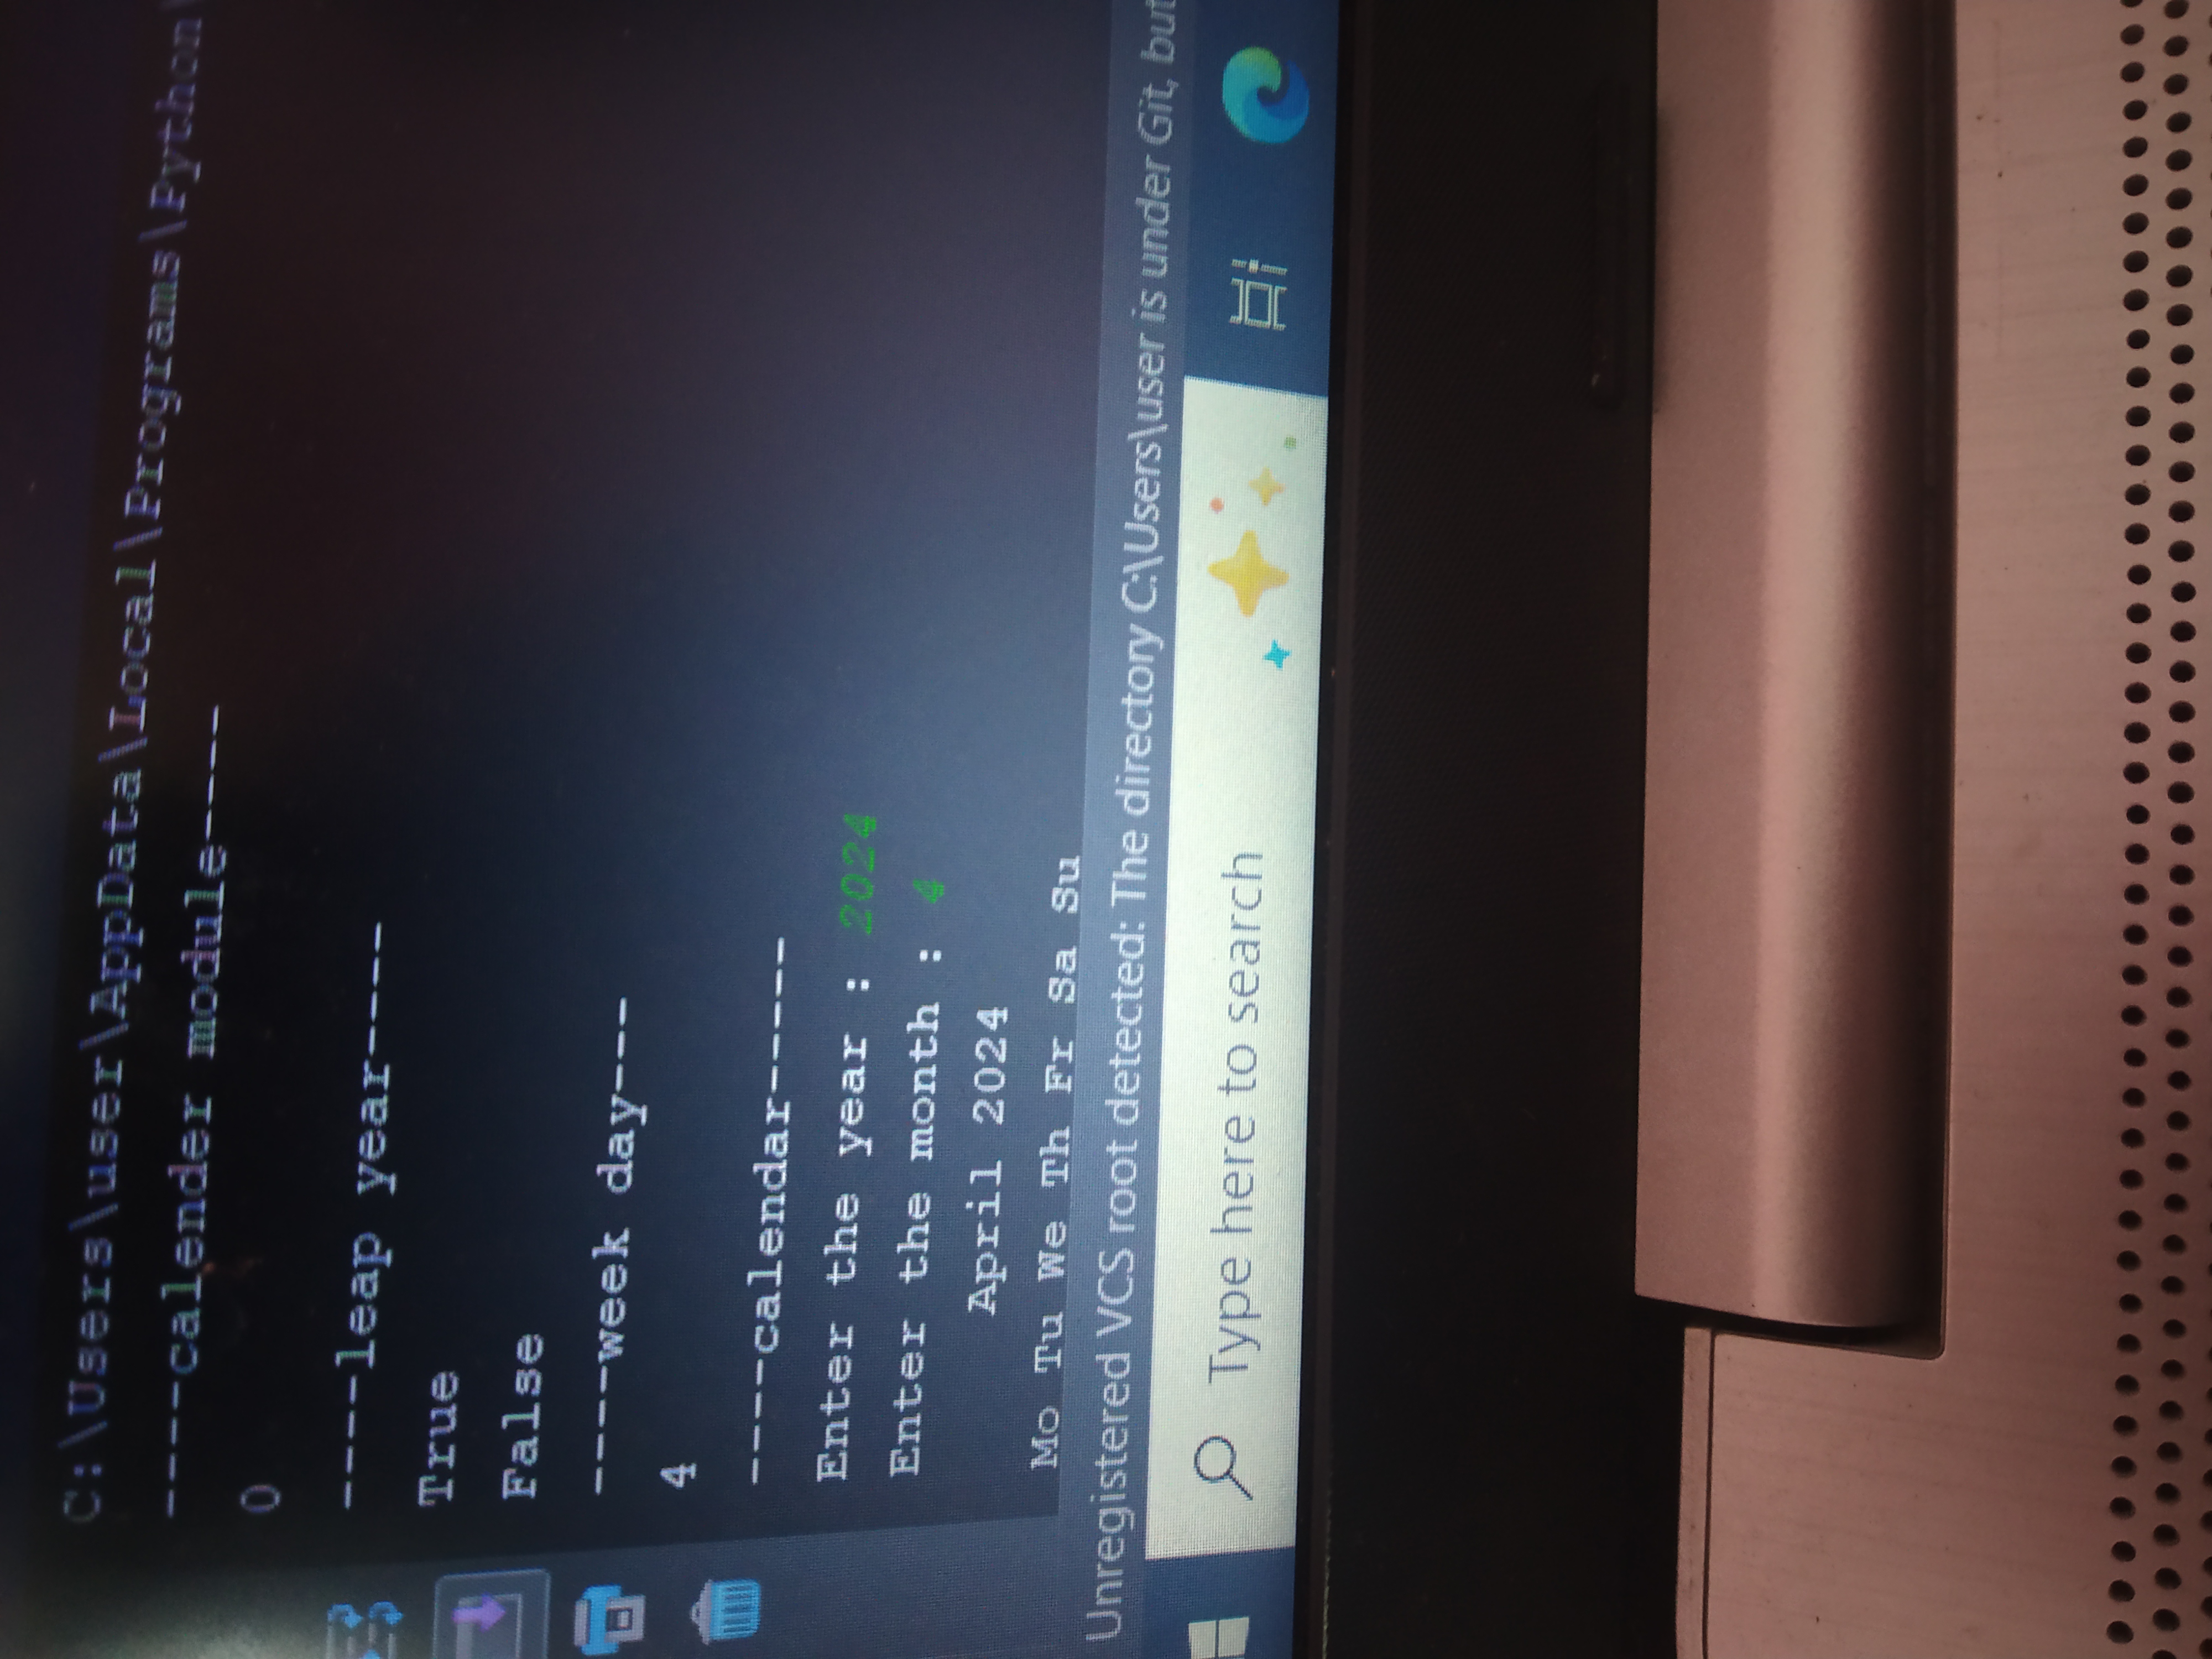 C:\Users\user\AppData\Local\Programs\Python\
----calender module----
0
----leap year----
True
False
----week day---
4
----calendar-----
Enter the year : 2024
Enter the month : 4
April 2024
Mo Tu We Th Fr Sa Su
Unregistered VCS root detected: The directory C:\Users\user is under Git, but
Type here to search